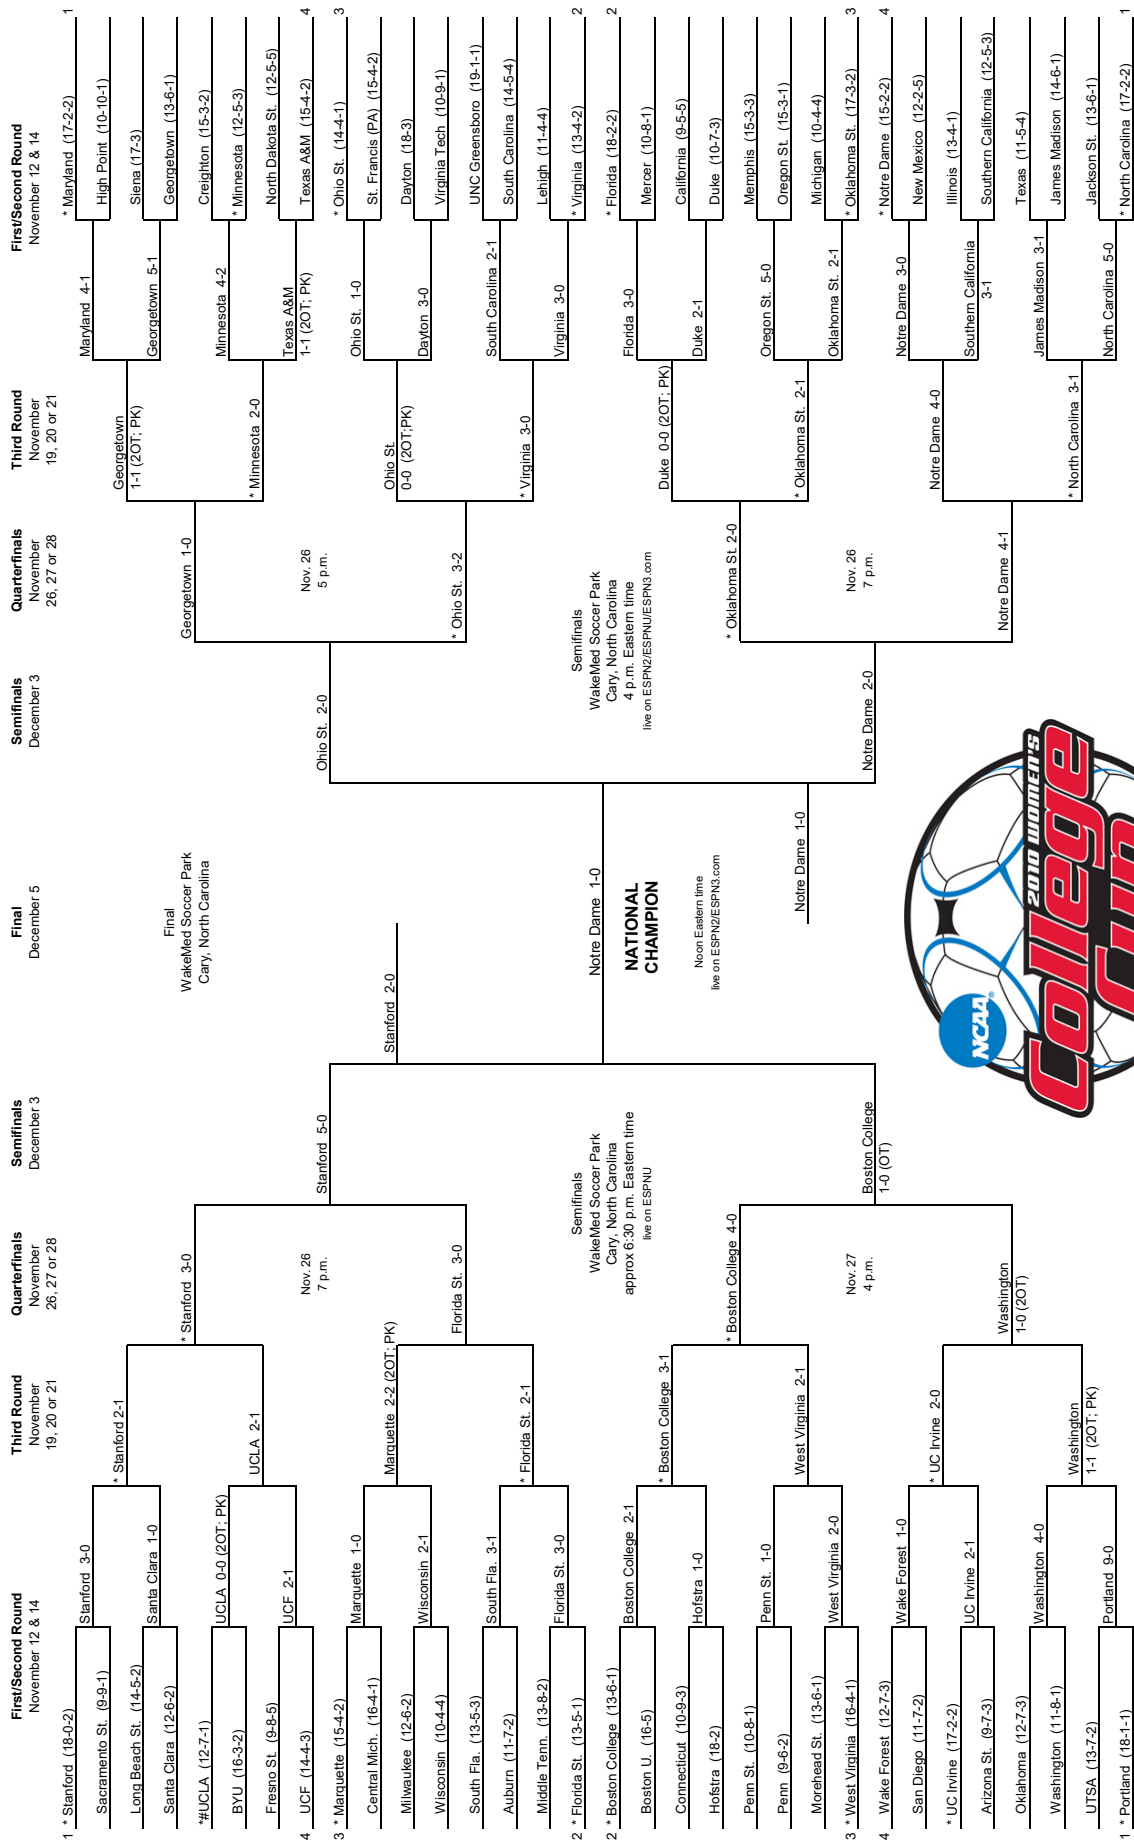 First/Second Round
November 12 & 14
Third Round
November
19, 20 or 21
Quarterfinals
November
26, 27 or 28
Semifinals
December 3
Final
December 5
Semifinals
December 3
Quarterfinals
November
26, 27 or 28
Third Round
November
19, 20 or 21
First/Second Round
November 12 & 14
1 * Stanford (18-0-2)
Sacramento St. (9-9-1)
Long Beach St. (14-5-2)
Santa Clara (12-6-2)
*#UCLA (12-7-1)
BYU (16-3-2)
Fresno St. (9-8-5)
4 UCF (14-4-3)
3 * Marquette (15-4-2)
Central Mich. (16-4-1)
Milwaukee (12-6-2)
Wisconsin (10-4-4)
South Fla. (13-5-3)
Auburn (11-7-2)
Middle Tenn. (13-8-2)
2 * Florida St. (13-5-1)
2 * Boston College (13-6-1)
Boston U. (16-5)
Connecticut (10-9-3)
Hofstra (18-2)
Penn St. (10-8-1)
Penn (9-6-2)
Morehead St. (13-6-1)
3 * West Virginia (16-4-1)
4 Wake Forest (12-7-3)
San Diego (11-7-2)
* UC Irvine (17-2-2)
Arizona St. (9-7-3)
Oklahoma (12-7-3)
Washington (11-8-1)
UTSA (13-7-2)
1 * Portland (18-1-1)
Stanford 3-0
Santa Clara 1-0
UCLA 0-0 (2OT; PK)
UCF 2-1
Marquette 1-0
Wisconsin 2-1
South Fla. 3-1
Florida St. 3-0
Boston College 2-1
Hofstra 1-0
Penn St. 1-0
West Virginia 2-0
Wake Forest 1-0
UC Irvine 2-1
Washington 4-0
Portland 9-0
* Stanford 2-1
UCLA 2-1
Marquette 2-2 (2OT; PK)
* Florida St. 2-1
* Boston College 3-1
West Virginia 2-1
* UC Irvine 2-0
Washington
1-1 (2OT; PK)
* Stanford 3-0
Nov. 26
7 p.m.
Florida St. 3-0
* Boston College 4-0
Nov. 27
4 p.m.
Washington
1-0 (2OT)
Stanford 5-0
Semifinals
WakeMed Soccer Park
Cary, North Carolina
approx 6:30 p.m. Eastern time
live on ESPNU
Boston College
1-0 (OT)
Final
WakeMed Soccer Park
Cary, North Carolina
Stanford 2-0
Notre Dame 1-0
NATIONAL
CHAMPION
Noon Eastern time
live on ESPN2/ESPN3.com
Notre Dame 1-0
Ohio St. 2-0
Semifinals
WakeMed Soccer Park
Cary, North Carolina
4 p.m. Eastern time
live on ESPN2/ESPNU/ESPN3.com
Notre Dame 2-0
Georgetown 1-0
Nov. 26
5 p.m.
* Ohio St. 3-2
* Oklahoma St. 2-0
Nov. 26
7 p.m.
Notre Dame 4-1
Georgetown
1-1 (2OT; PK)
* Minnesota 2-0
Ohio St.
0-0 (2OT;PK)
* Virginia 3-0
Duke 0-0 (2OT; PK)
* Oklahoma St. 2-1
Notre Dame 4-0
* North Carolina 3-1
Maryland 4-1
Georgetown 5-1
Minnesota 4-2
Texas A&M
1-1 (2OT; PK)
Ohio St. 1-0
Dayton 3-0
South Carolina 2-1
Virginia 3-0
Florida 3-0
Duke 2-1
Oregon St. 5-0
Oklahoma St. 2-1
Notre Dame 3-0
Southern California
3-1
James Madison 3-1
North Carolina 5-0
* Maryland (17-2-2) 1
High Point (10-10-1)
Siena (17-3)
Georgetown (13-6-1)
Creighton (15-3-2)
* Minnesota (12-5-3)
North Dakota St. (12-5-5)
Texas A&M (15-4-2) 4
* Ohio St. (14-4-1) 3
St. Francis (PA) (15-4-2)
Dayton (18-3)
Virginia Tech (10-9-1)
UNC Greensboro (19-1-1)
South Carolina (14-5-4)
Lehigh (11-4-4)
* Virginia (13-4-2) 2
* Florida (18-2-2) 2
Mercer (10-8-1)
California (9-5-5)
Duke (10-7-3)
Memphis (15-3-3)
Oregon St. (15-3-1)
Michigan (10-4-4)
* Oklahoma St. (17-3-2) 3
* Notre Dame (15-2-2) 4
New Mexico (12-2-5)
Illinois (13-4-1)
Southern California (12-5-3)
Texas (11-5-4)
James Madison (14-6-1)
Jackson St. (13-6-1)
* North Carolina (17-2-2) 1
NCAA
2010 WOMEN'S
College
Cup